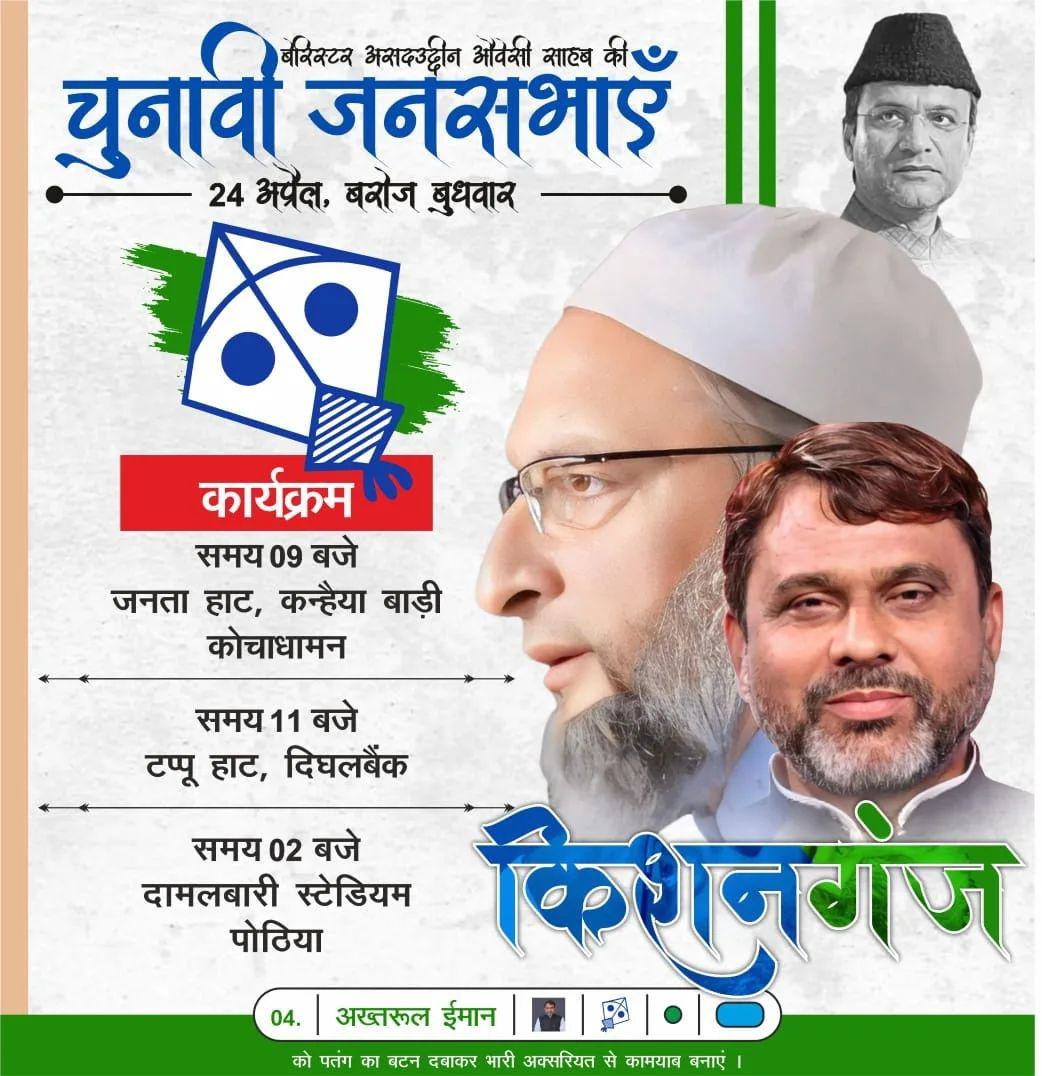 बेरिस्टर असदउद्दीन औवेसी साहब की
चुनावी जनसभाएँ
24 अप्रैल, बरोज बुधवार
कार्यक्रम
समय 09 बजे
जनता हाट, कन्हैया बाड़ी
कोचाधामन
समय 11 बजे
टप्पू हाट, दिघलबैंक
समय 02 बजे
दामलबारी स्टेडियम
पोठिया
किशनगंज
04. अख्तरूल ईमान
को पतंग का बटन दबाकर भारी अक्सरियत से कामयाब बनाएं ।